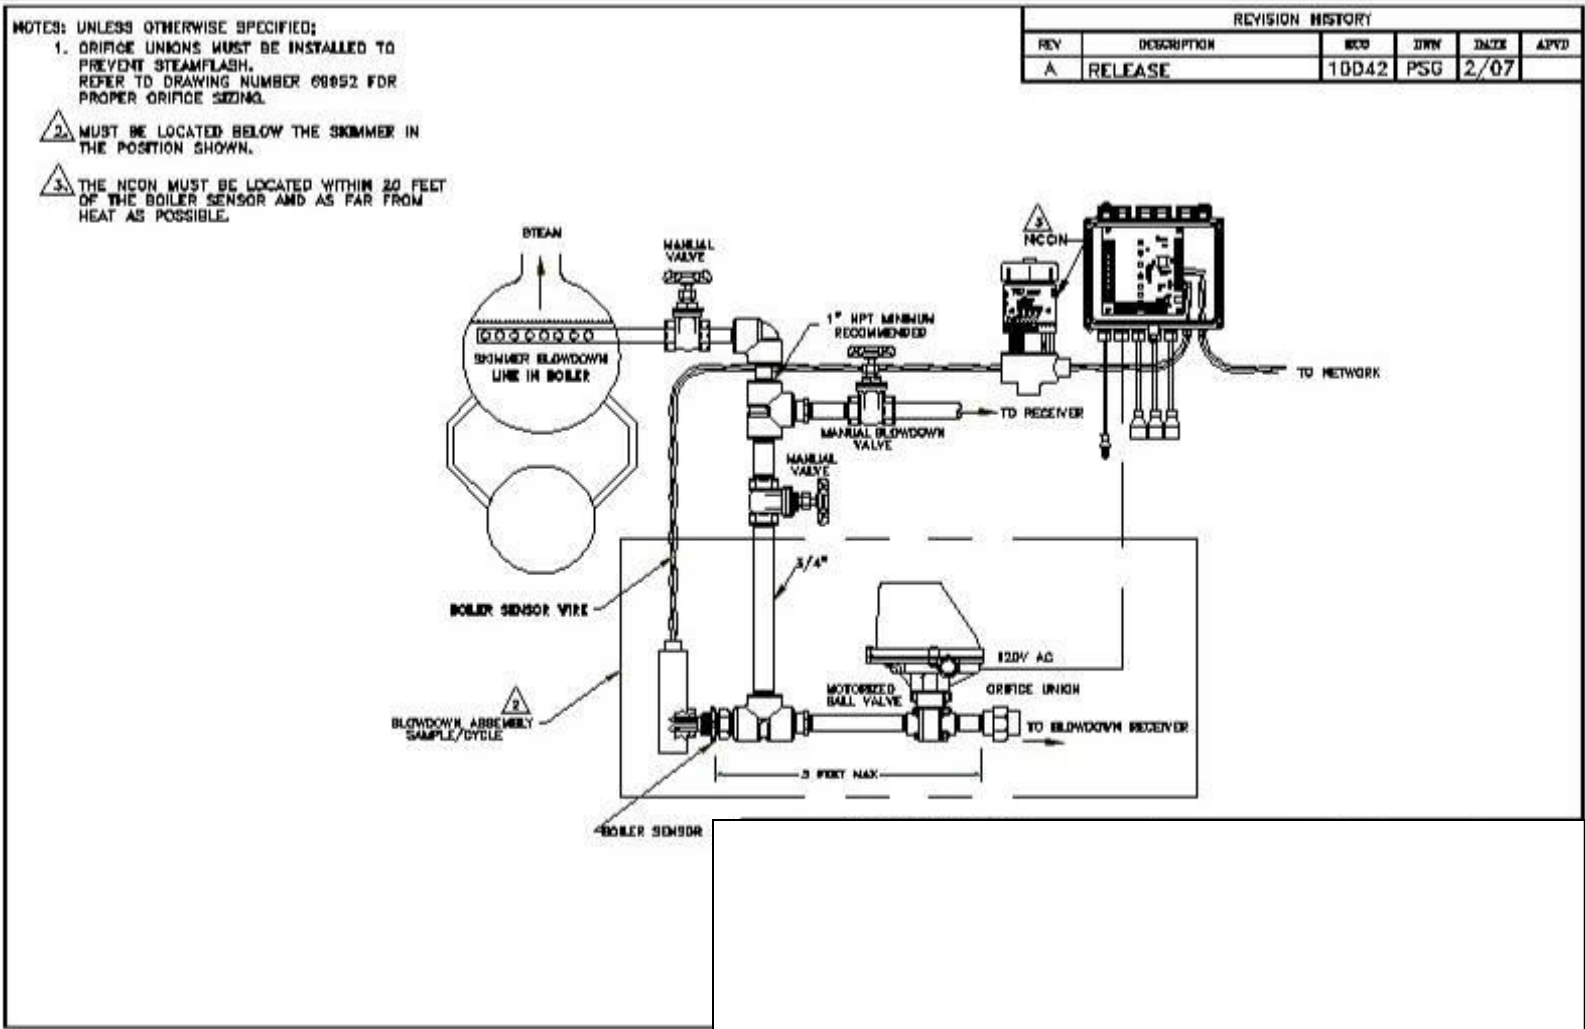 NOTES: UNLESS OTHERWISE SPECIFIED;
1. ORIFICE UNIONS MUST BE INSTALLED TO
PREVENT STEAMFLASH.
REFER TO DRAWING NUMBER FOR
PROPER ORIFICE SIZING.
2. MUST BE LOCATED BELOW THE SKIMMER IN
THE POSITION SHOWN.
3. THE NCON MUST BE LOCATED WITHIN 20 FEET
OF THE BOILER SENSOR AND AS FAR FROM
HEAT AS POSSIBLE.
REVISION HISTORY
REV DESCRIPTION ECO DWN DATE APVD
A RELEASE 10042 PSG 2/07
STEAM
MANUAL
VALVE
3
NCON
1" NPT MINIMUM
RECOMMENDED
SKIMMER BLOWDOWN
LINE IN BOILER
TO NETWORK
TO RECEIVER
MANUAL BLOWDOWN
VALVE
MANUAL
VALVE
3/4"
BOILER SENSOR WIRE
120V AC
MOTORIZED
BALL VALVE
ORIFICE UNION
2
BLOWDOWN ASSEMBLY
SAMPLE/CYCLE
TO BLOWDOWN RECEIVER
FEET MAX
BOILER SENSOR